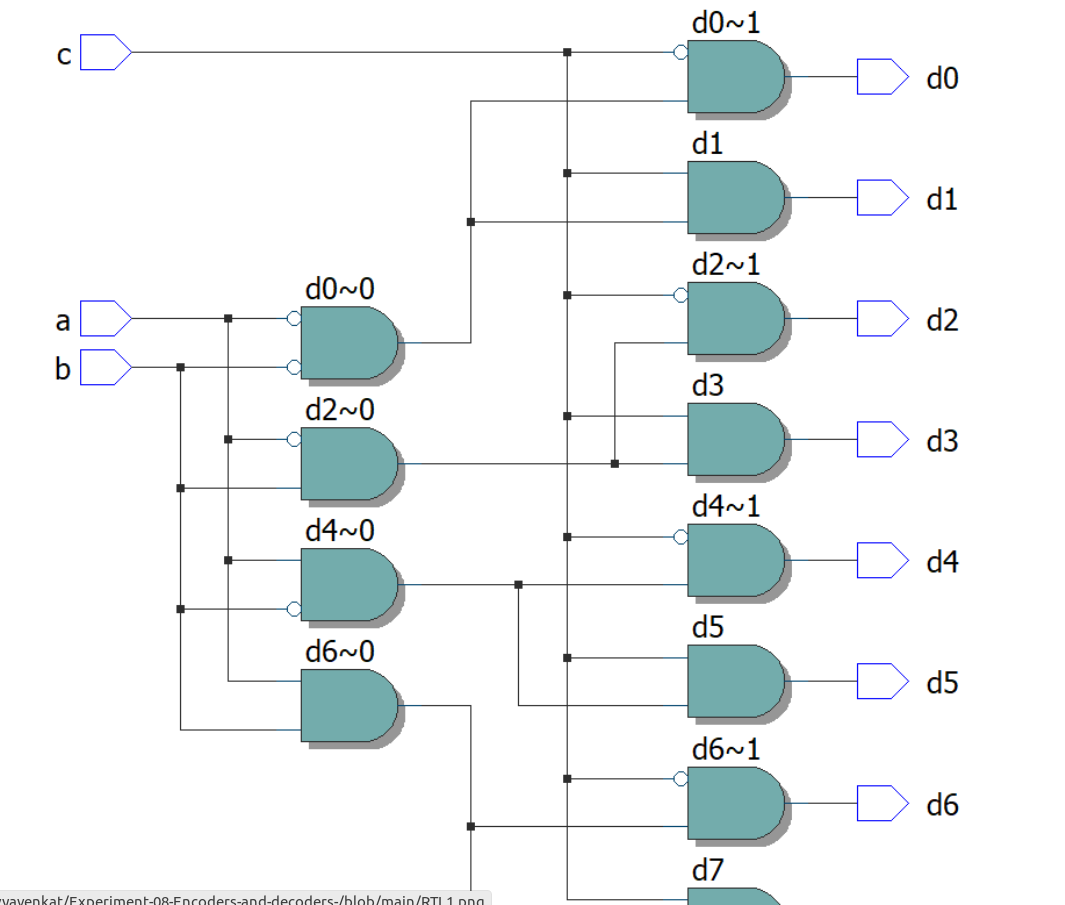 d0~1
c
d0
d1
d1
d2~1
d0~0
a
d2
b
d3
d2~0
d3
d4~1
d4~0
d4
d5
d6~0
d5
d6~1
d6
d7
vavenkat/Experiment-08-Encoders-and-decoders-/blob/main/RTL1.png